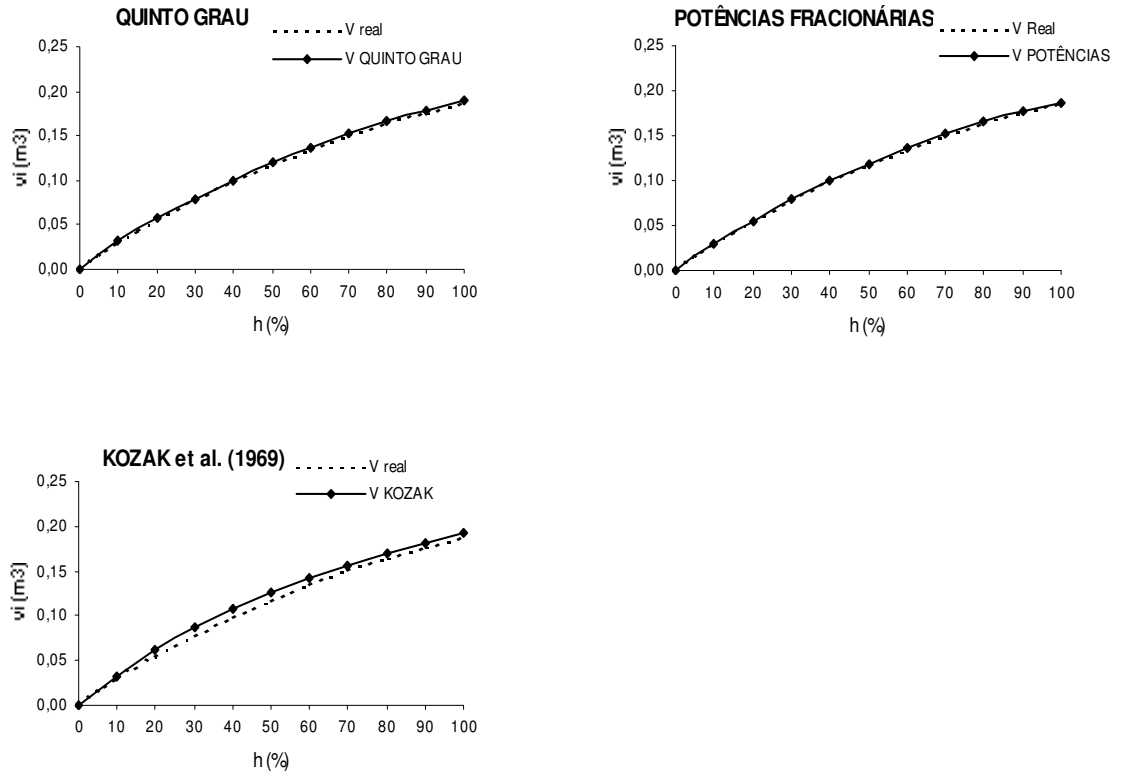 QUINTO GRAU
V real
V QUINTO GRAU
0,25
0,20
0,15
0,10
0,05
0,00
vi (m3)
0 10 20 30 40 50 60 70 80 90 100
h (%)
POTÊNCIAS FRACIONÁRIAS
V Real
V POTÊNCIAS
0,25
0,20
0,15
0,10
0,05
0,00
vi (m3)
0 10 20 30 40 50 60 70 80 90 100
h (%)
KOZAK et al. (1969)
V real
V KOZAK
0,25
0,20
0,15
0,10
0,05
0,00
vi (m3)
0 10 20 30 40 50 60 70 80 90 100
h (%)